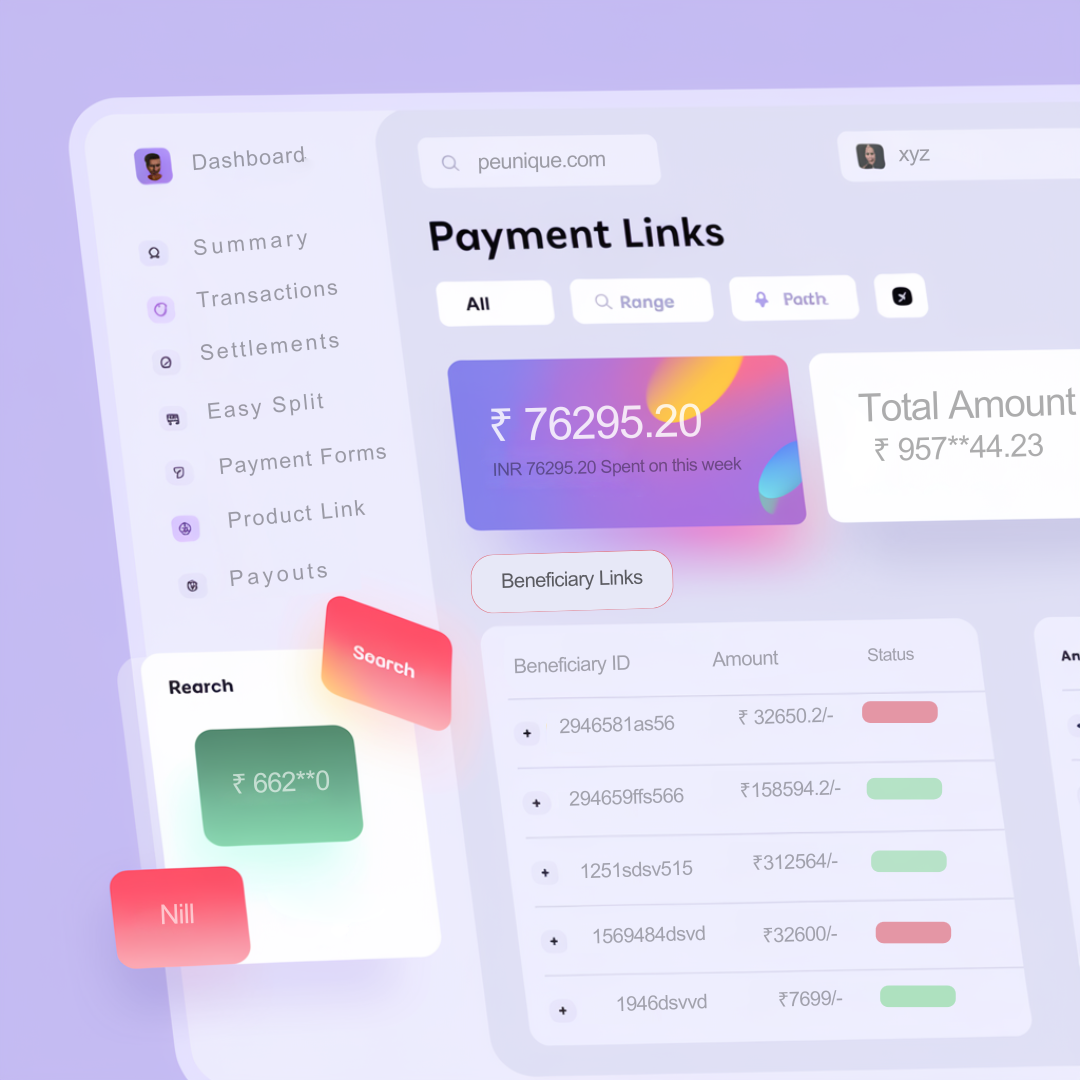 Dashboard
Summary
Transactions
Settlements
Easy Split
Payment Forms
Product Link
Payouts
Rearch
Search
₹ 662**0
Nill
peunique.com
xyz
Payment Links
All
Range
₹ 76295.20
INR 76295.20 Spent on this week
Total Amount
₹ 957**44.23
Beneficiary Links
Beneficiary ID Amount Status
2946581as56 ₹ 32650.2/-
294659ffs566 ₹158594.2/-
1251sdsv515 ₹312564/-
1569484dsvd ₹32600/-
1946dsvvd ₹7699/-
An